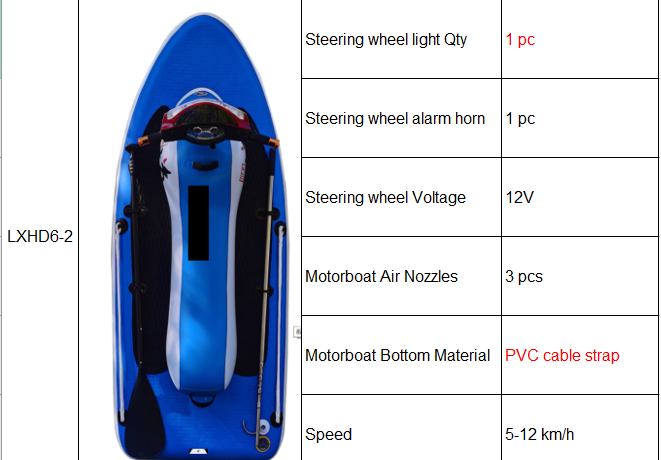 LXHD6-2
Steering wheel light Qty 1 pc
Steering wheel alarm horn 1 pc
Steering wheel Voltage 12V
Motorboat Air Nozzles 3 pcs
Motorboat Bottom Material PVC cable strap
Speed 5-12 km/h